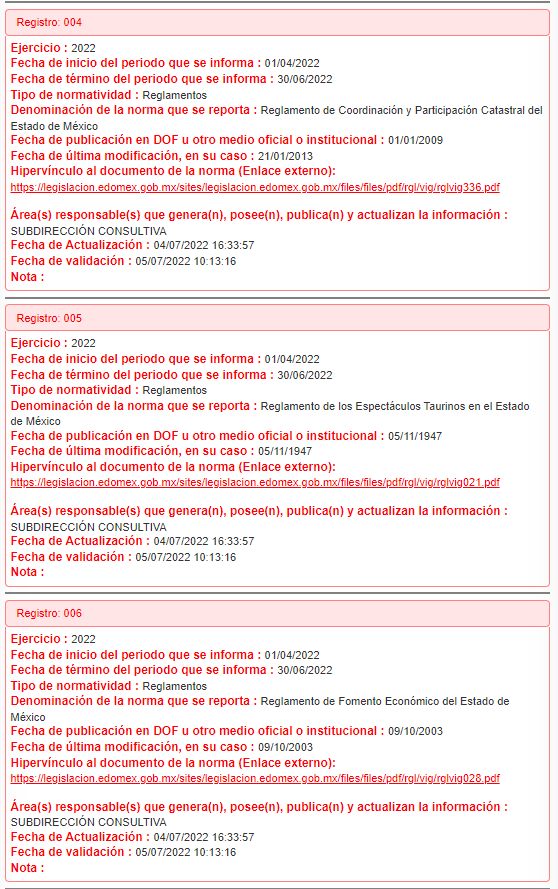 Registro: 004
Ejercicio : 2022
Fecha de inicio del periodo que se informa : 01/04/2022
Fecha de término del periodo que se informa : 30/06/2022
Tipo de normatividad : Reglamentos
Denominación de la norma que se reporta : Reglamento de Coordinación y Participación Catastral del
Estado de México
Fecha de publicación en DOF u otro medio oficial o institucional : 01/01/2009
Fecha de última modificación, en su caso : 21/01/2013
Hipervínculo al documento de la norma (Enlace externo):
https://legislacion.edomex.gob.mx/sites/legislacion.edomex.gob.mx/files/files/pdf/rgl/vig/rglvig336.pdf
Área(s) responsable(s) que genera(n), posee(n), publica(n) y actualizan la información :
SUBDIRECCIÓN CONSULTIVA
Fecha de Actualización : 04/07/2022 16:33:57
Fecha de validación : 05/07/2022 10:13:16
Nota :
Registro: 005
Ejercicio : 2022
Fecha de inicio del periodo que se informa : 01/04/2022
Fecha de término del periodo que se informa : 30/06/2022
Tipo de normatividad : Reglamentos
Denominación de la norma que se reporta : Reglamento de los Espectáculos Taurinos en el Estado
de México
Fecha de publicación en DOF u otro medio oficial o institucional : 05/11/1947
Fecha de última modificación, en su caso : 05/11/1947
Hipervínculo al documento de la norma (Enlace externo):
https://legislacion.edomex.gob.mx/sites/legislacion.edomex.gob.mx/files/files/pdf/rgl/vig/rglvig021.pdf
Área(s) responsable(s) que genera(n), posee(n), publica(n) y actualizan la información :
SUBDIRECCIÓN CONSULTIVA
Fecha de Actualización : 04/07/2022 16:33:57
Fecha de validación : 05/07/2022 10:13:16
Nota :
Registro: 006
Ejercicio : 2022
Fecha de inicio del periodo que se informa : 01/04/2022
Fecha de término del periodo que se informa : 30/06/2022
Tipo de normatividad : Reglamentos
Denominación de la norma que se reporta : Reglamento de Fomento Económico del Estado de
México
Fecha de publicación en DOF u otro medio oficial o institucional : 09/10/2003
Fecha de última modificación, en su caso : 09/10/2003
Hipervínculo al documento de la norma (Enlace externo):
https://legislacion.edomex.gob.mx/sites/legislacion.edomex.gob.mx/files/files/pdf/rgl/vig/rglvig028.pdf
Área(s) responsable(s) que genera(n), posee(n), publica(n) y actualizan la información :
SUBDIRECCIÓN CONSULTIVA
Fecha de Actualización : 04/07/2022 16:33:57
Fecha de validación : 05/07/2022 10:13:16
Nota :